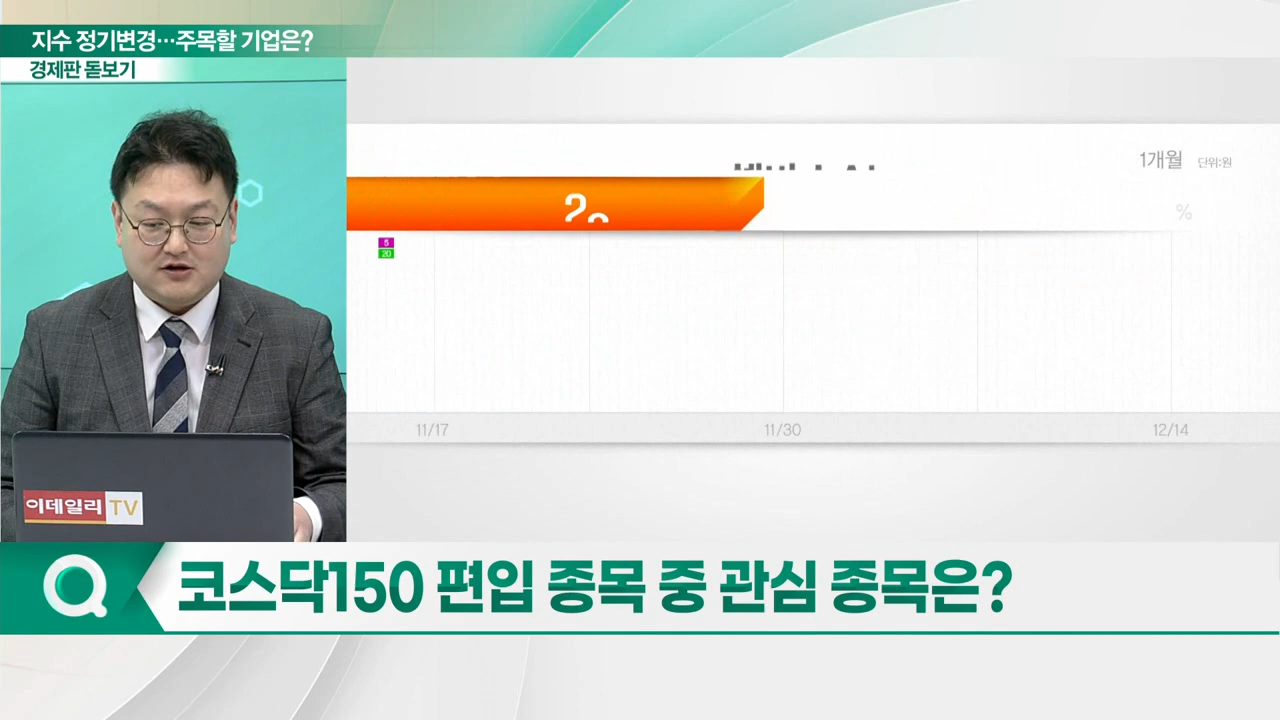 지수 정기변경…주목할 기업은?
경제판 돋보기
1개월 단위:원
%
5
20
11/17 11/30 12/14
이데일리 TV
코스닥150 편입 종목 중 관심 종목은?